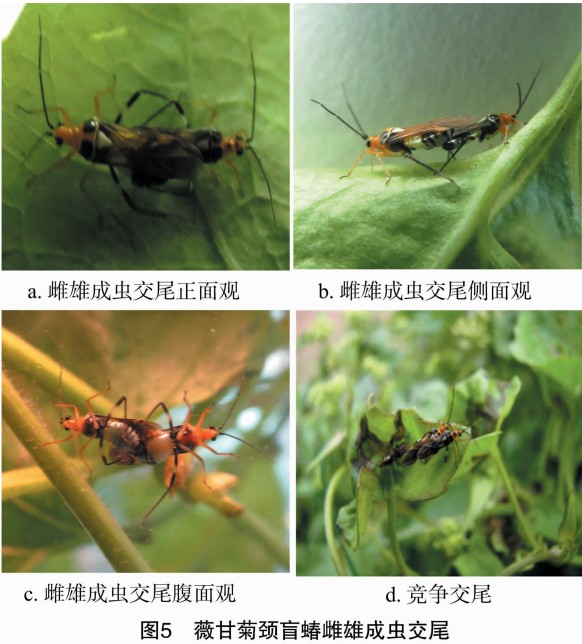 a. 雌雄成虫交尾正面观
b. 雌雄成虫交尾侧面观
c. 雌雄成虫交尾腹面观
d. 竞争交尾
图5 薇甘菊颈盲蝽雌雄成虫交尾